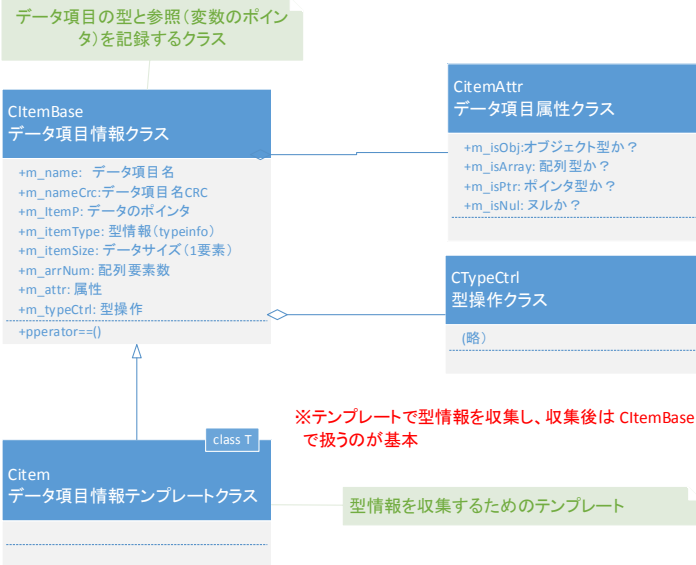 データ項目の型と参照（変数のポイン
タ）を記録するクラス
CItemBase
データ項目情報クラス
+m_name: データ項目名
+m_nameCrc:データ項目名CRC
+m_ItemP: データのポインタ
+m_itemType: 型情報（typeinfo）
+m_itemSize: データサイズ（1要素）
+m_arrNum: 配列要素数
+m_attr: 属性
+m_typeCtrl: 型操作
+pperator==()
CitemAttr
データ項目属性クラス
+m_isObj:オブジェクト型か？
+m_isArray: 配列型か？
+m_isPtr: ポインタ型か？
+m_isNul: ヌルか？
CTypeCtrl
型操作クラス
（略）
※テンプレートで型情報を収集し、収集後は CItemBase
で扱うのが基本
class T
Citem
データ項目情報テンプレートクラス
型情報を収集するためのテンプレート